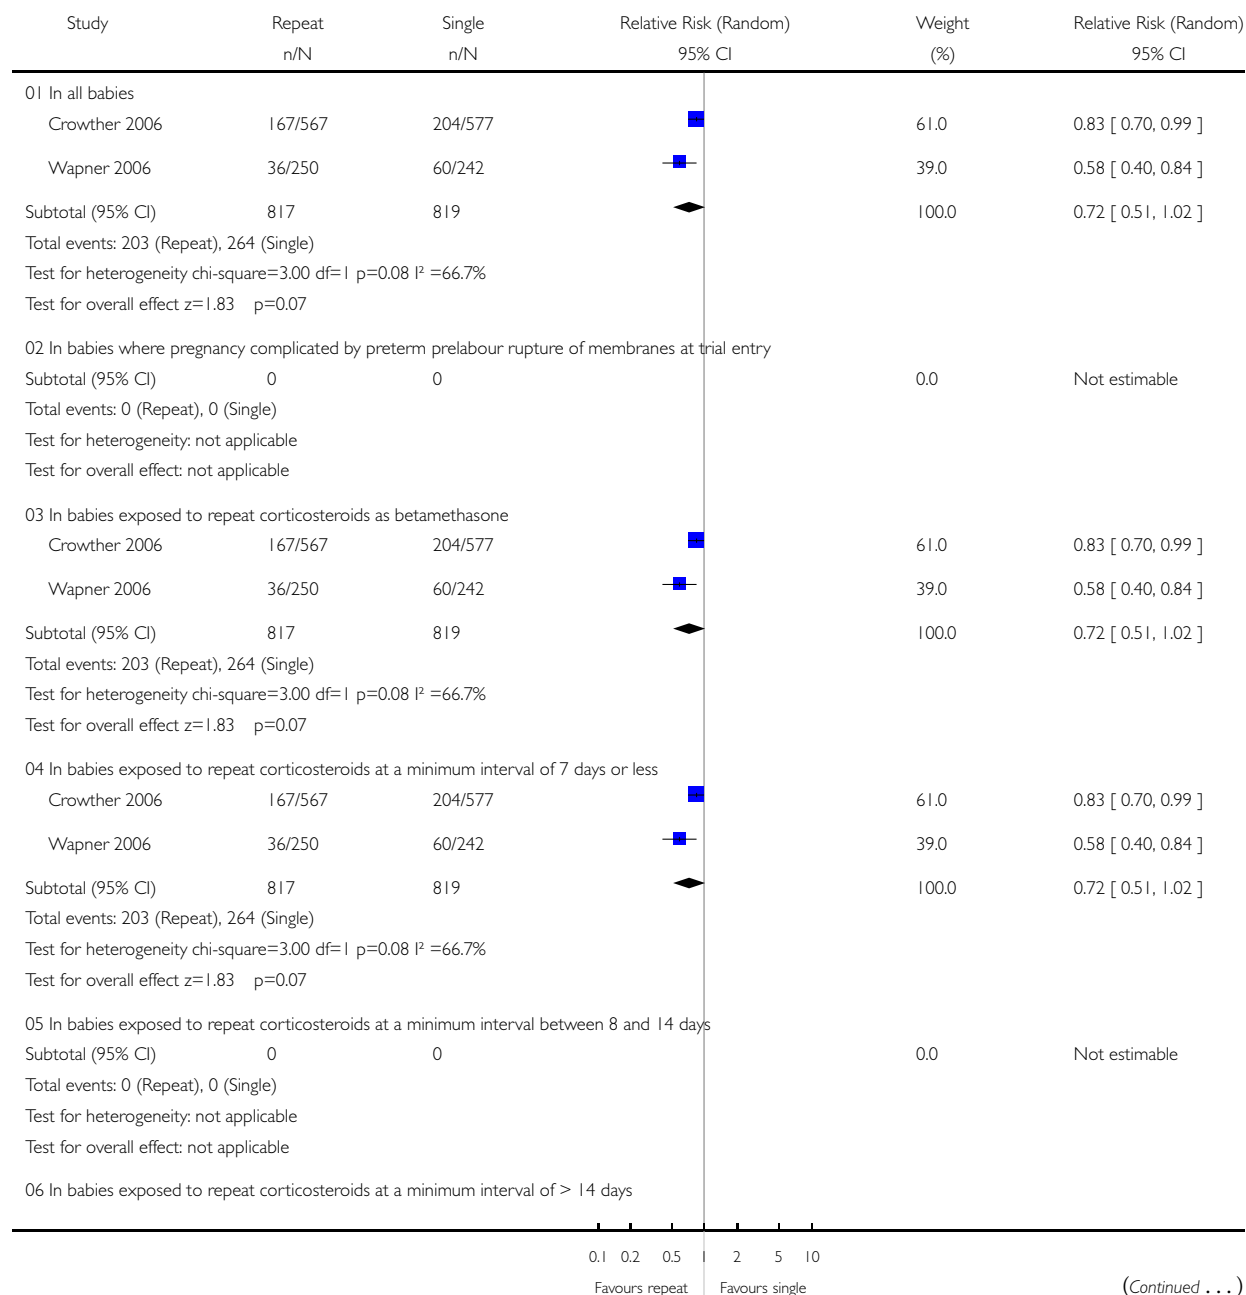 Study Repeat Single Relative Risk (Random) Weight Relative Risk (Random)
n/N n/N 95% CI (%) 95% CI
01 In all babies
Crowther 2006 167/567 204/577 61.0 0.83 [ 0.70, 0.99 ]
Wapner 2006 36/250 60/242 39.0 0.58 [ 0.40, 0.84 ]
Subtotal (95% CI) 817 819 100.0 0.72 [ 0.51, 1.02 ]
Total events: 203 (Repeat), 264 (Single)
Test for heterogeneity chi-square=3.00 df=1 p=0.08 I² =66.7%
Test for overall effect z=1.83 p=0.07
02 In babies where pregnancy complicated by preterm prelabour rupture of membranes at trial entry
Subtotal (95% CI) 0 0 0.0 Not estimable
Total events: 0 (Repeat), 0 (Single)
Test for heterogeneity: not applicable
Test for overall effect: not applicable
03 In babies exposed to repeat corticosteroids as betamethasone
Crowther 2006 167/567 204/577 61.0 0.83 [ 0.70, 0.99 ]
Wapner 2006 36/250 60/242 39.0 0.58 [ 0.40, 0.84 ]
Subtotal (95% CI) 817 819 100.0 0.72 [ 0.51, 1.02 ]
Total events: 203 (Repeat), 264 (Single)
Test for heterogeneity chi-square=3.00 df=1 p=0.08 I² =66.7%
Test for overall effect z=1.83 p=0.07
04 In babies exposed to repeat corticosteroids at a minimum interval of 7 days or less
Crowther 2006 167/567 204/577 61.0 0.83 [ 0.70, 0.99 ]
Wapner 2006 36/250 60/242 39.0 0.58 [ 0.40, 0.84 ]
Subtotal (95% CI) 817 819 100.0 0.72 [ 0.51, 1.02 ]
Total events: 203 (Repeat), 264 (Single)
Test for heterogeneity chi-square=3.00 df=1 p=0.08 I² =66.7%
Test for overall effect z=1.83 p=0.07
05 In babies exposed to repeat corticosteroids at a minimum interval between 8 and 14 days
Subtotal (95% CI) 0 0 0.0 Not estimable
Total events: 0 (Repeat), 0 (Single)
Test for heterogeneity: not applicable
Test for overall effect: not applicable
06 In babies exposed to repeat corticosteroids at a minimum interval of > 14 days
0.1 0.2 0.5 1 2 5 10
Favours repeat Favours single (Continued . . . )